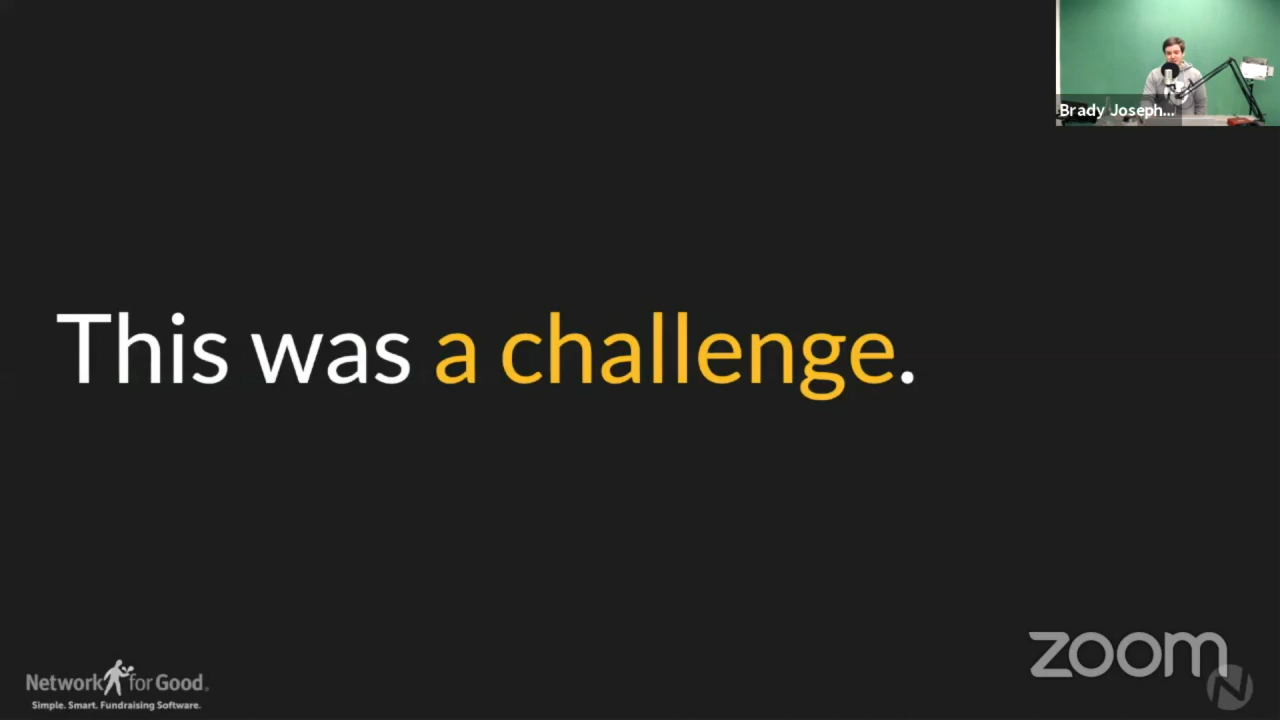 Brady Joseph...
This was a challenge.
zoom
Network for Good.
Simple. Smart. Fundraising Software.
N